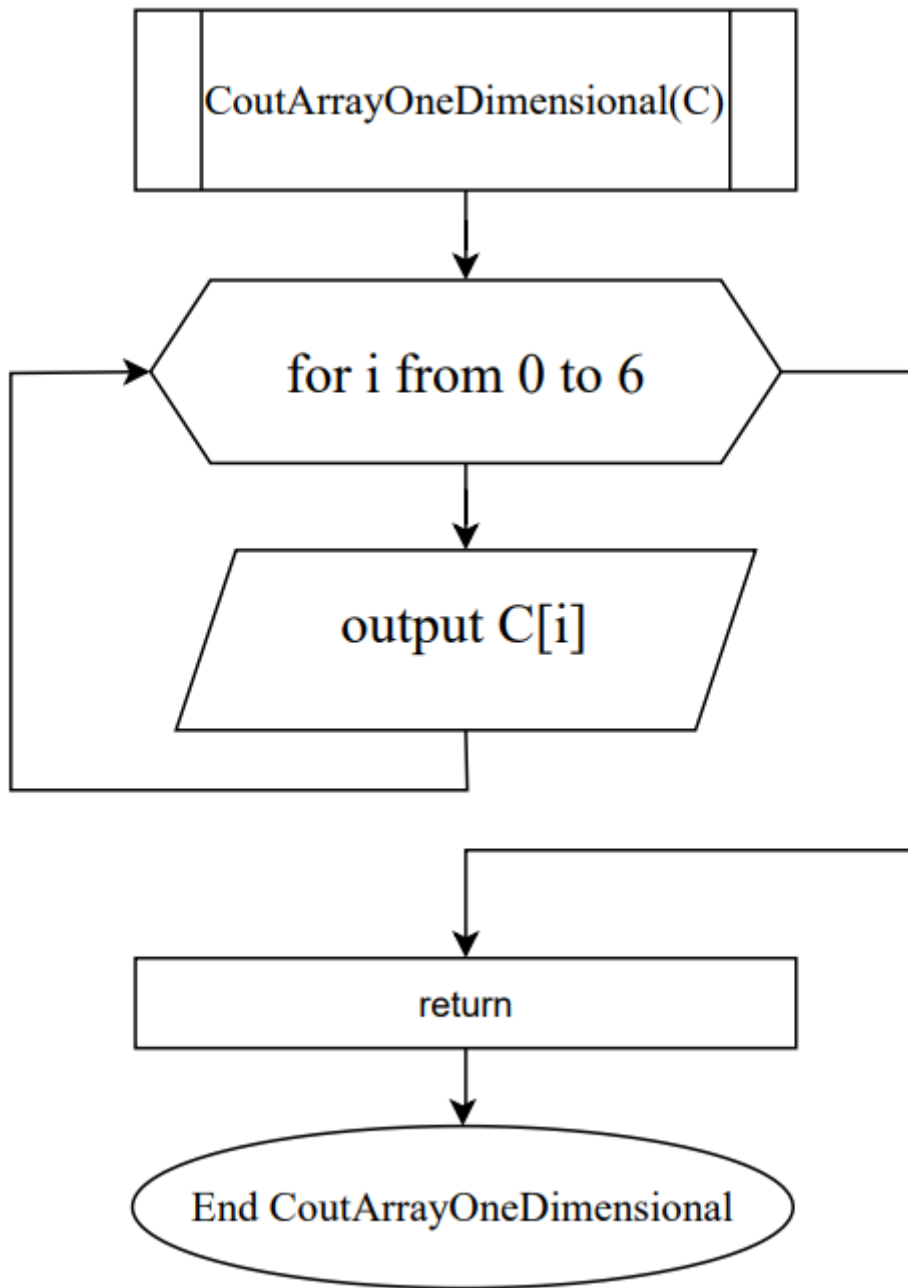 CoutArrayOneDimensional(C)
for i from 0 to 6
output C[i]
return
End CoutArrayOneDimensional